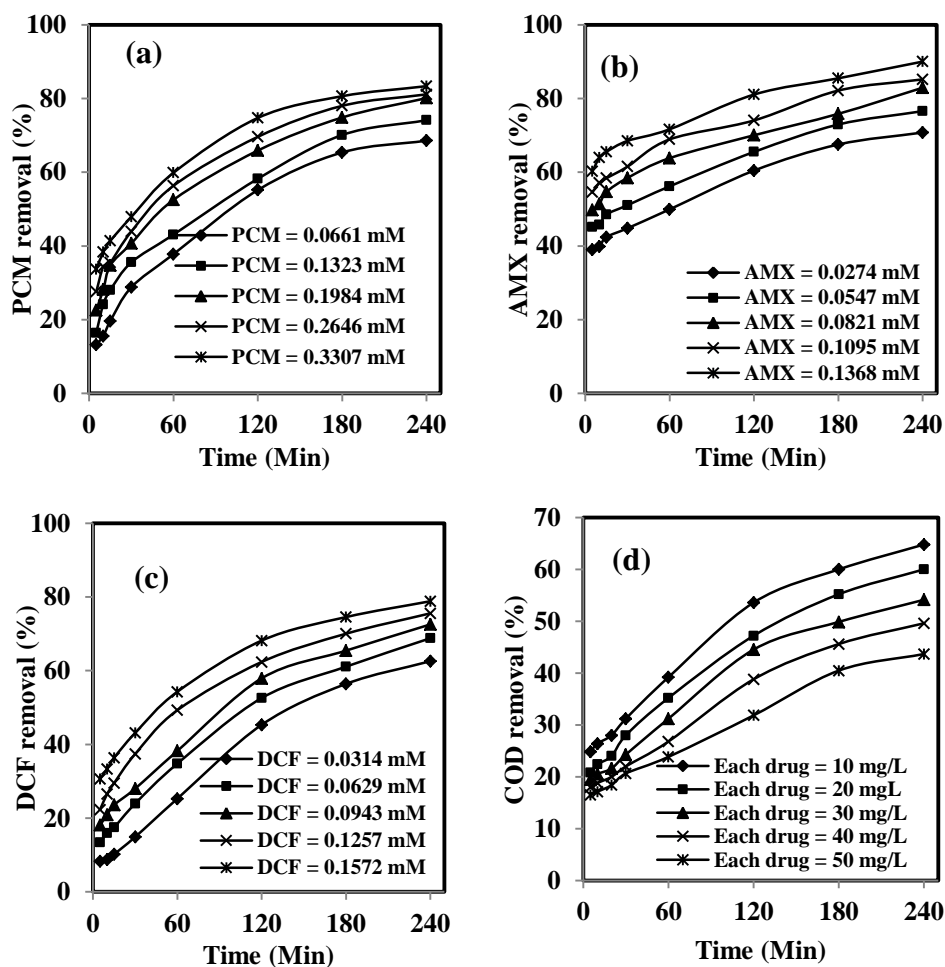 100
80
60
40
20
0
PCM removal (%)
(a)
PCM = 0.0661 mM
PCM = 0.1323 mM
PCM = 0.1984 mM
PCM = 0.2646 mM
PCM = 0.3307 mM
0 60 120 180 240
Time (Min)
100
80
60
40
20
0
AMX removal (%)
(b)
AMX = 0.0274 mM
AMX = 0.0547 mM
AMX = 0.0821 mM
AMX = 0.1095 mM
AMX = 0.1368 mM
0 60 120 180 240
Time (Min)
100
80
60
40
20
0
DCF removal (%)
(c)
DCF = 0.0314 mM
DCF = 0.0629 mM
DCF = 0.0943 mM
DCF = 0.1257 mM
DCF = 0.1572 mM
0 60 120 180 240
Time (Min)
70
60
50
40
30
20
10
0
COD removal (%)
(d)
Each drug = 10 mg/L
Each drug = 20 mgL
Each drug = 30 mg/L
Each drug = 40 mg/L
Each drug = 50 mg/L
0 60 120 180 240
Time (Min)